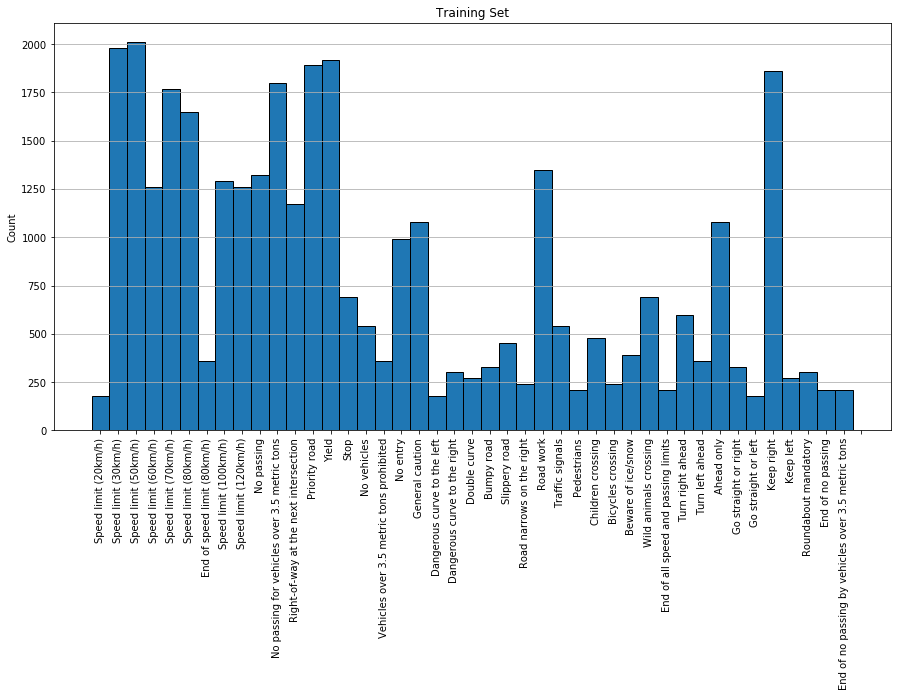 Training Set
Count
2000
1750
1500
1250
1000
750
500
250
0
Speed limit (20km/h)
Speed limit (30km/h)
Speed limit (50km/h)
Speed limit (60km/h)
Speed limit (70km/h)
Speed limit (80km/h)
End of speed limit (80km/h)
Speed limit (100km/h)
Speed limit (120km/h)
No passing
No passing for vehicles over 3.5 metric tons
Right-of-way at the next intersection
Priority road
Yield
Stop
No vehicles
Vehicles over 3.5 metric tons prohibited
No entry
General caution
Dangerous curve to the left
Dangerous curve to the right
Double curve
Bumpy road
Slippery road
Road narrows on the right
Road work
Traffic signals
Pedestrians
Children crossing
Bicycles crossing
Beware of ice/snow
Wild animals crossing
End of all speed and passing limits
Turn right ahead
Turn left ahead
Ahead only
Go straight or right
Go straight or left
Keep right
Keep left
Roundabout mandatory
End of no passing
End of no passing by vehicles over 3.5 metric tons